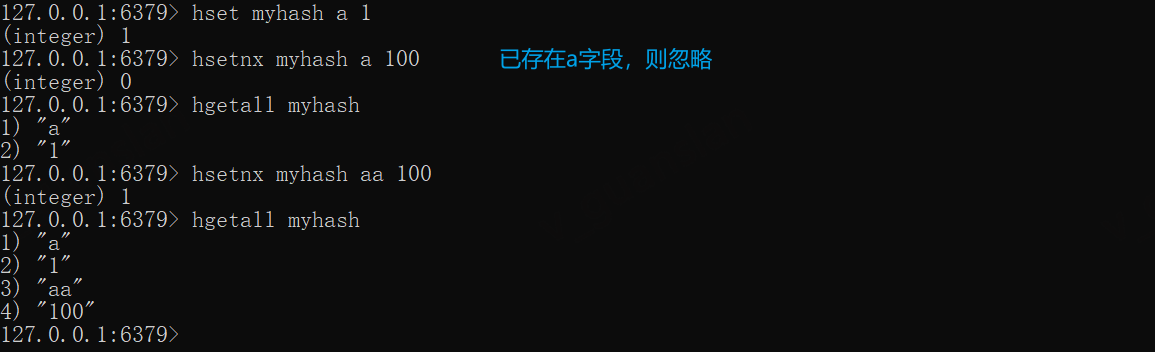 127.0.0.1:6379> hset myhash a 1
(integer) 1
127.0.0.1:6379> hsetnx myhash a 100 已存在a字段，则忽略
(integer) 0
127.0.0.1:6379> hgetall myhash
1) "a"
2) "1"
127.0.0.1:6379> hsetnx myhash aa 100
(integer) 1
127.0.0.1:6379> hgetall myhash
1) "a"
2) "1"
3) "aa"
4) "100"
127.0.0.1:6379>